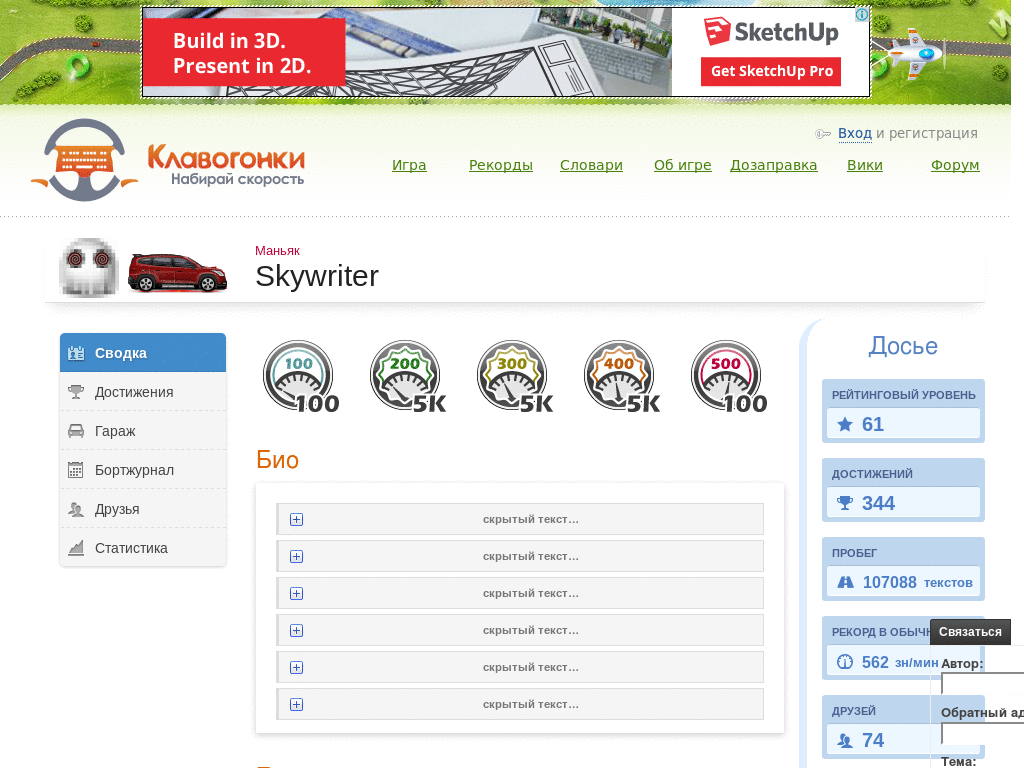 Build in 3D.
Present in 2D.
SketchUp
Get SketchUp Pro
Вход и регистрация
Клавогонки
Набирай скорость
Игра
Рекорды
Словари
Об игре
Дозаправка
Вики
Форум
Маньяк
Skywriter
Сводка
Достижения
Гараж
Бортжурнал
Друзья
Статистика
100 100
200 5K
300 5K
400 5K
500 100
Био
скрытый текст...
скрытый текст...
скрытый текст...
скрытый текст...
скрытый текст...
скрытый текст...
Досье
РЕЙТИНГОВЫЙ УРОВЕНЬ
61
ДОСТИЖЕНИЙ
344
ПРОБЕГ
107088 текстов
РЕКОРД В ОБЫЧН
562 зн/мин
ДРУЗЕЙ
74
Связаться
Автор:
Обратный ад
Тема: